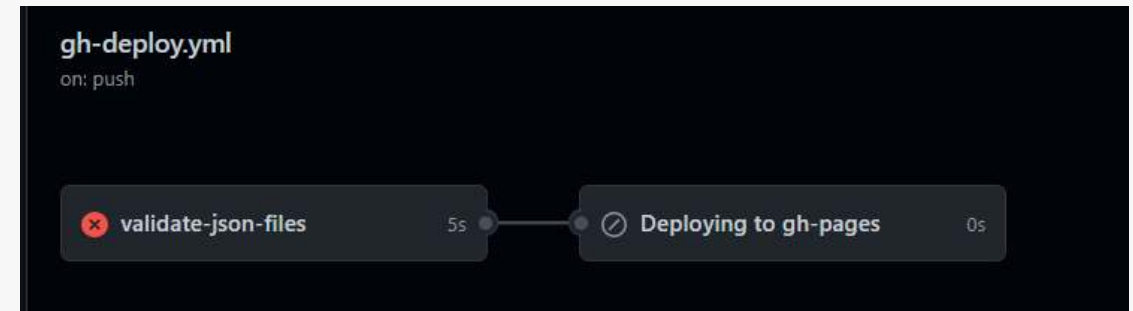 gh-deploy.yml
on: push
validate-json-files 5s
Deploying to gh-pages 0s